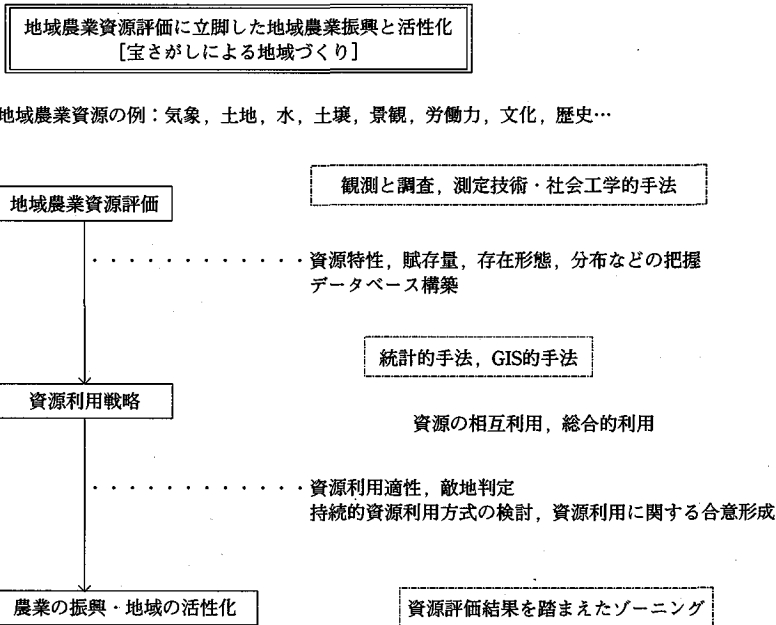 地域農業資源評価に立脚した地域農業振興と活性化
[宝さがしによる地域づくり]
地域農業資源の例：気象，土地，水，土壌，景観，労働力，文化，歴史…
観測と調査，測定技術・社会工学的手法
地域農業資源評価
・・・・・・・・・・・・資源特性，賦存量，存在形態，分布などの把握
データベース構築
統計的手法，GIS的手法
資源利用戦略
資源の相互利用，総合的利用
・・・・・・・・・・・・資源利用適性，敵地判定
持続的資源利用方式の検討，資源利用に関する合意形成
農業の振興・地域の活性化
資源評価結果を踏まえたゾーニング